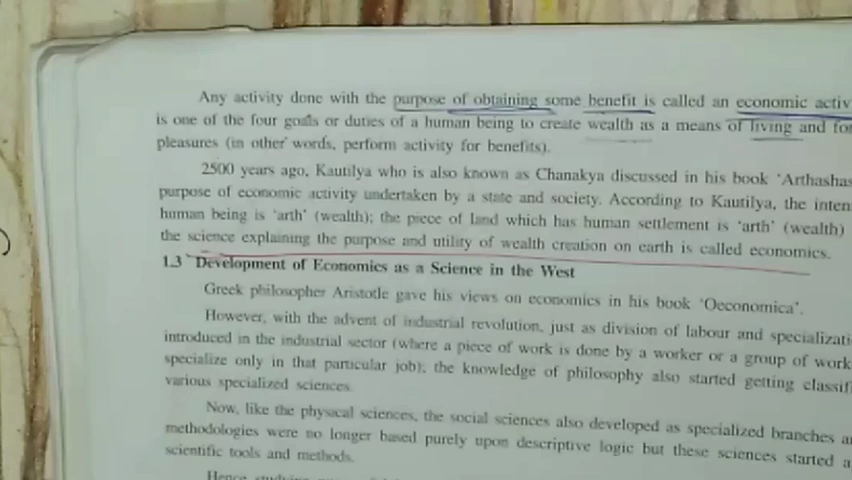 Any activity done with the purpose of obtaining some benefit is called an economic activ
is one of the four goals or duties of a human being to create wealth as a means of living and for
pleasures (in other words, perform activity for benefits).
2500 years ago, Kautilya who is also known as Chanakya discussed in his book 'Arthashas
purpose of economic activity undertaken by a state and society. According to Kautilya, the inten
human being is 'arth' (wealth); the piece of land which has human settlement is 'arth' (wealth)
the science explaining the purpose and utility of wealth creation on earth is called economics.
1.3 Development of Economics as a Science in the West
Greek philosopher Aristotle gave his views on economics in his book 'Oeconomica'.
However, with the advent of industrial revolution, just as division of labour and specializati
introduced in the industrial sector (where a piece of work is done by a worker or a group of work
specialize only in that particular job); the knowledge of philosophy also started getting classif
various specialized sciences.
Now, like the physical sciences, the social sciences also developed as specialized branches a
methodologies were no longer based purely upon descriptive logic but these sciences started a
scientific tools and methods.
Hence